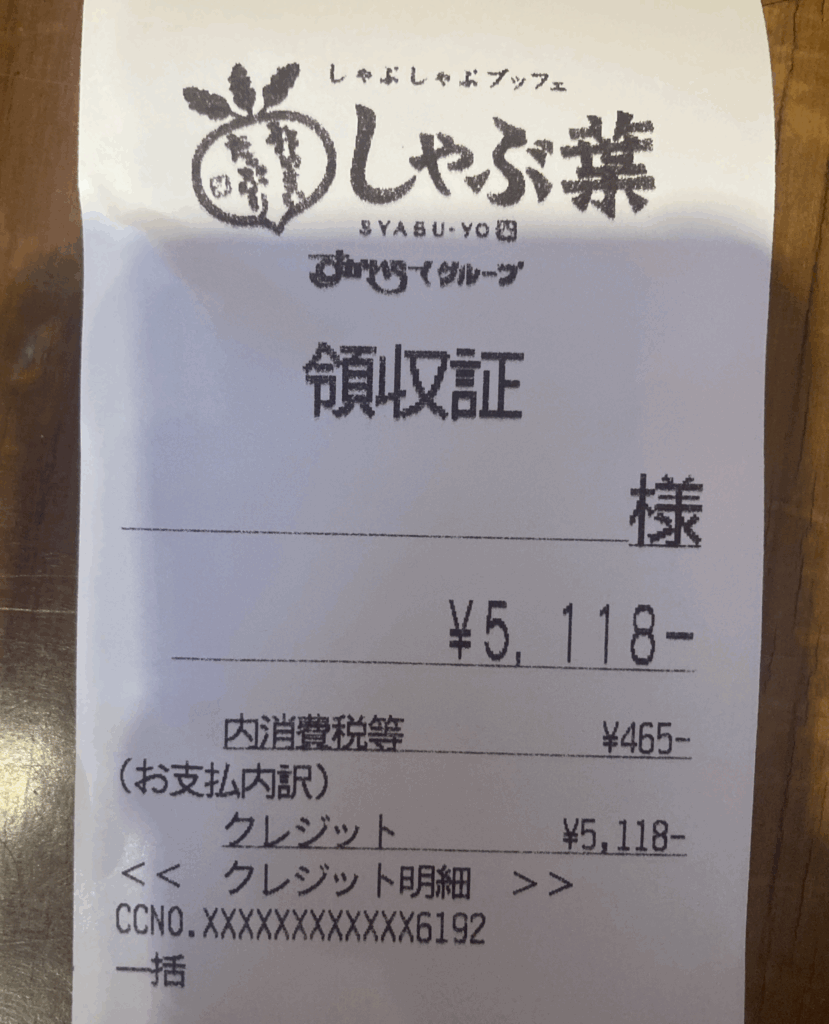 しゃぶしゃぶブッフェ
しゃぶ葉
SYABU-YO
すかいらーくグループ
領収証
様
¥5,118-
内消費税等 ¥465-
(お支払内訳)
クレジット ¥5,118-
<< クレジット明細 >>
CCNO.XXXXXXXXXXXX6192
一括